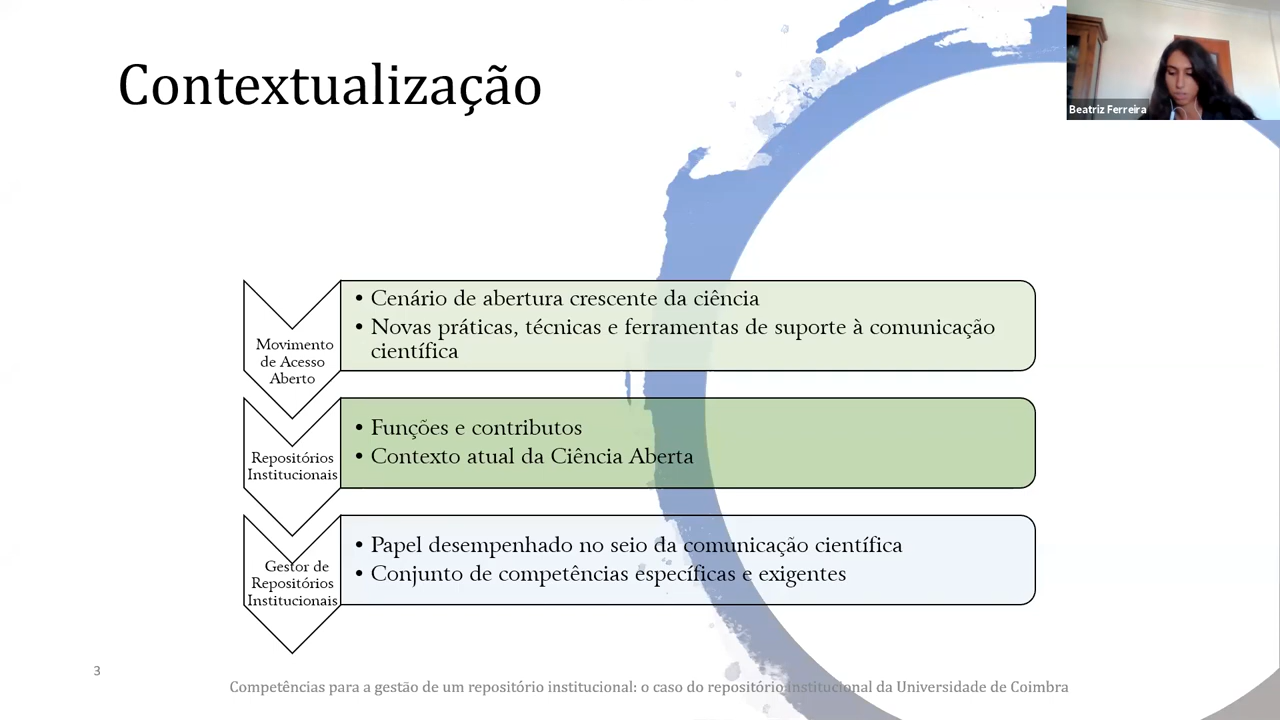 Contextualização
Beatriz Ferreira
Movimento
de Acesso
Aberto
• Cenário de abertura crescente da ciência
• Novas práticas, técnicas e ferramentas de suporte à comunicação
científica
Repositórios
Institucionais
• Funções e contributos
• Contexto atual da Ciência Aberta
Gestor de
Repositórios
Institucionais
• Papel desempenhado no seio da comunicação científica
• Conjunto de competências específicas e exigentes
3
Competências para a gestão de um repositório institucional: o caso do repositório institucional da Universidade de Coimbra